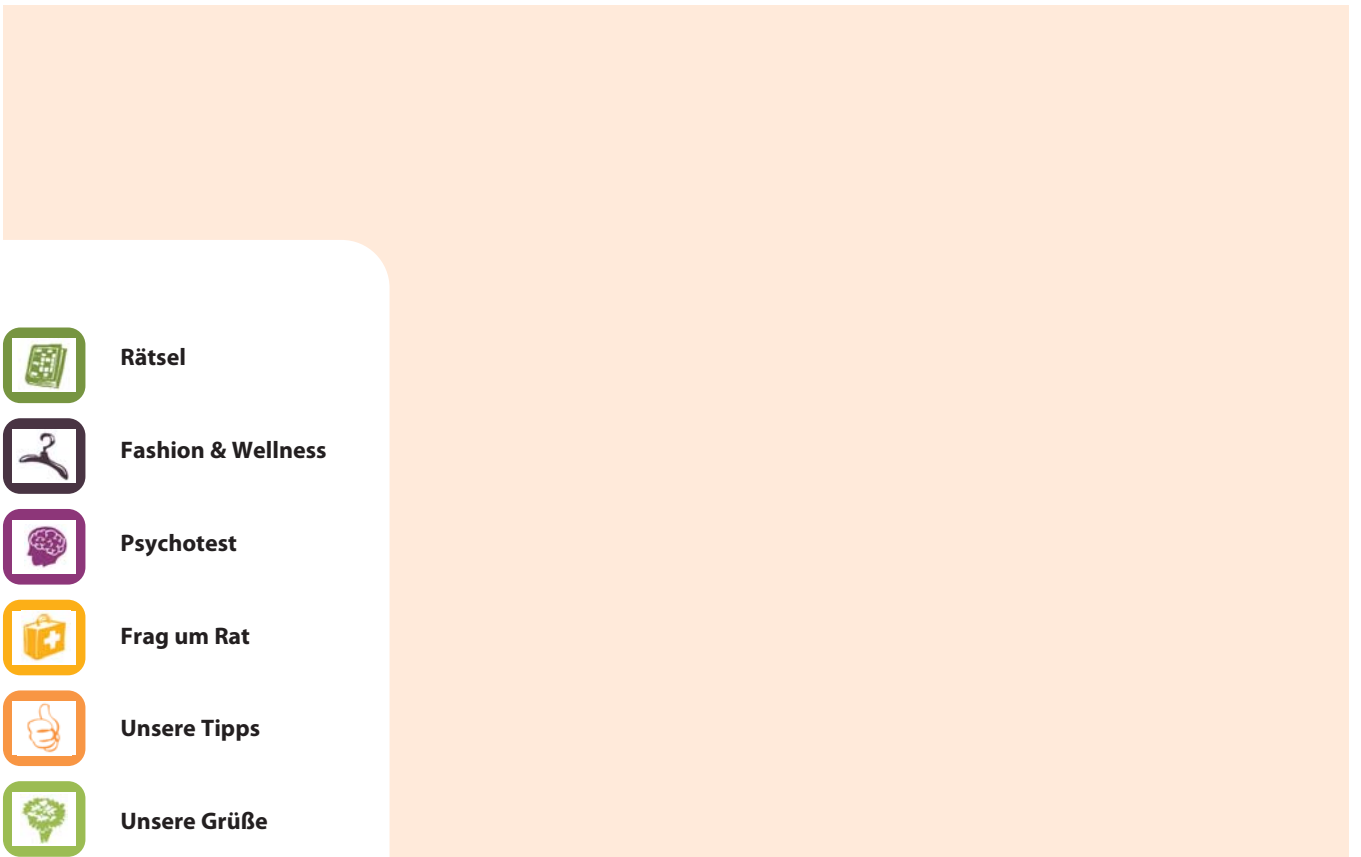 Rätsel
Fashion & Wellness
Psychotest
Frag um Rat
Unsere Tipps
Unsere Grüße